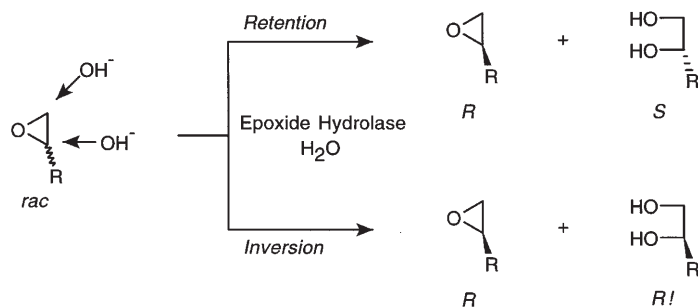 Retention
OH⁻
O
OH⁻
R
rac
O
R
R
+
HO
HO
R
S
Epoxide Hydrolase
H₂O
Inversion
O
R
R
+
HO
HO
R
R!